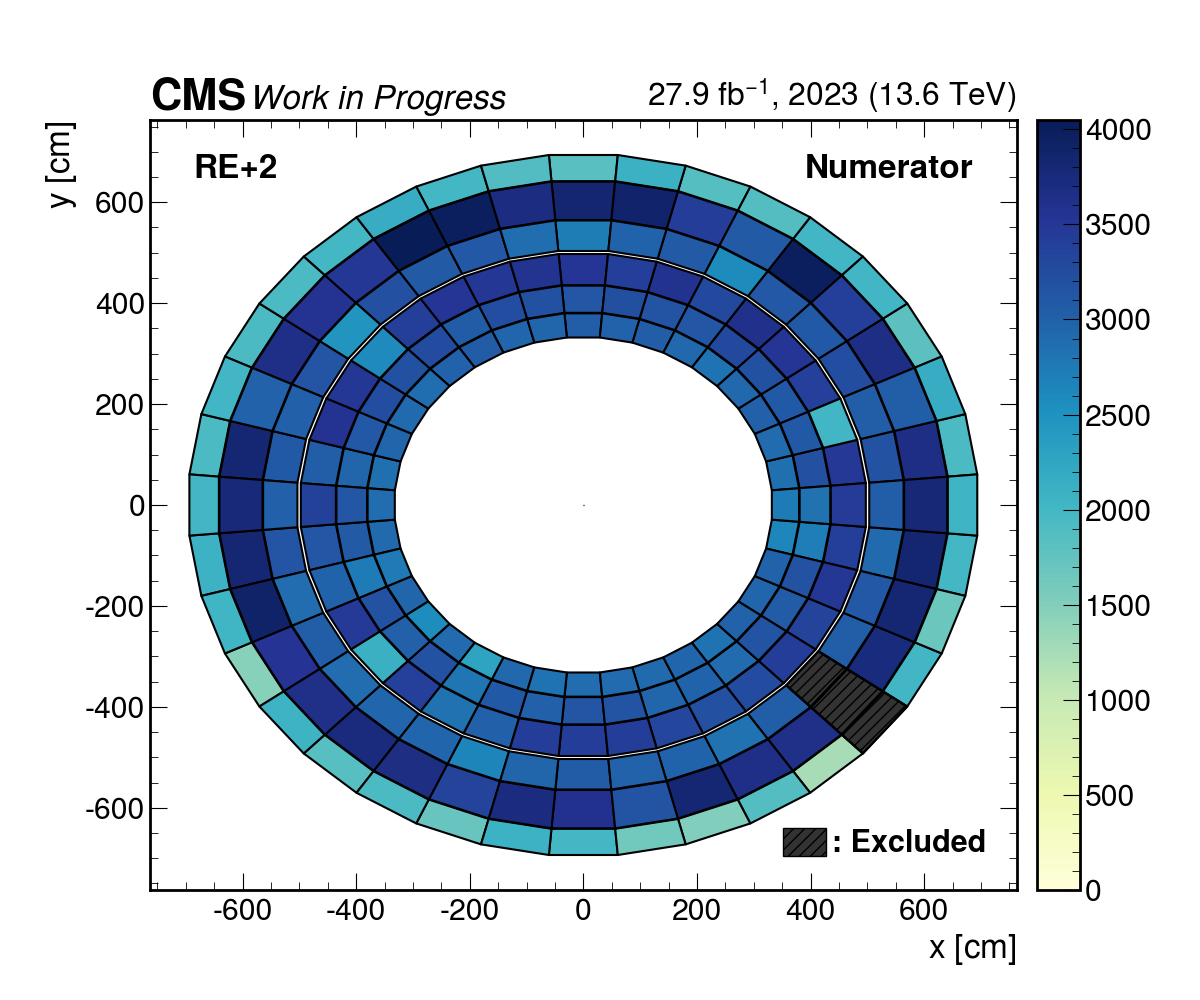 CMS Work in Progress
27.9 fb⁻¹, 2023 (13.6 TeV)
y [cm]
RE+2
Numerator
600
400
200
0
-200
-400
-600
-600 -400 -200 0 200 400 600
x [cm]
: Excluded
4000
3500
3000
2500
2000
1500
1000
500
0